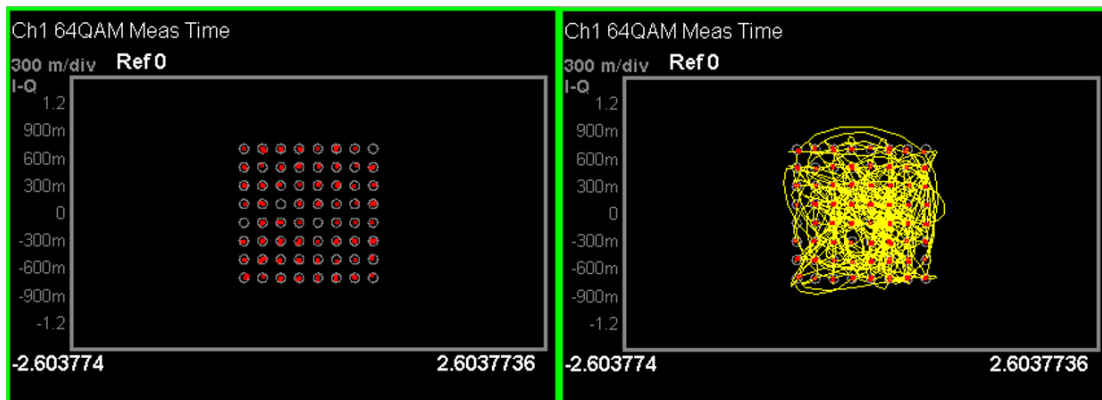 Ch1 64QAM Meas Time
300 m/div Ref 0
I-Q
1.2
900m
600m
300m
0
-300m
-600m
-900m
-1.2
-2.6037774 2.6037736
Ch1 64QAM Meas Time
300 m/div Ref 0
I-Q
1.2
900m
600m
300m
0
-300m
-600m
-900m
-1.2
-2.603774 2.6037736